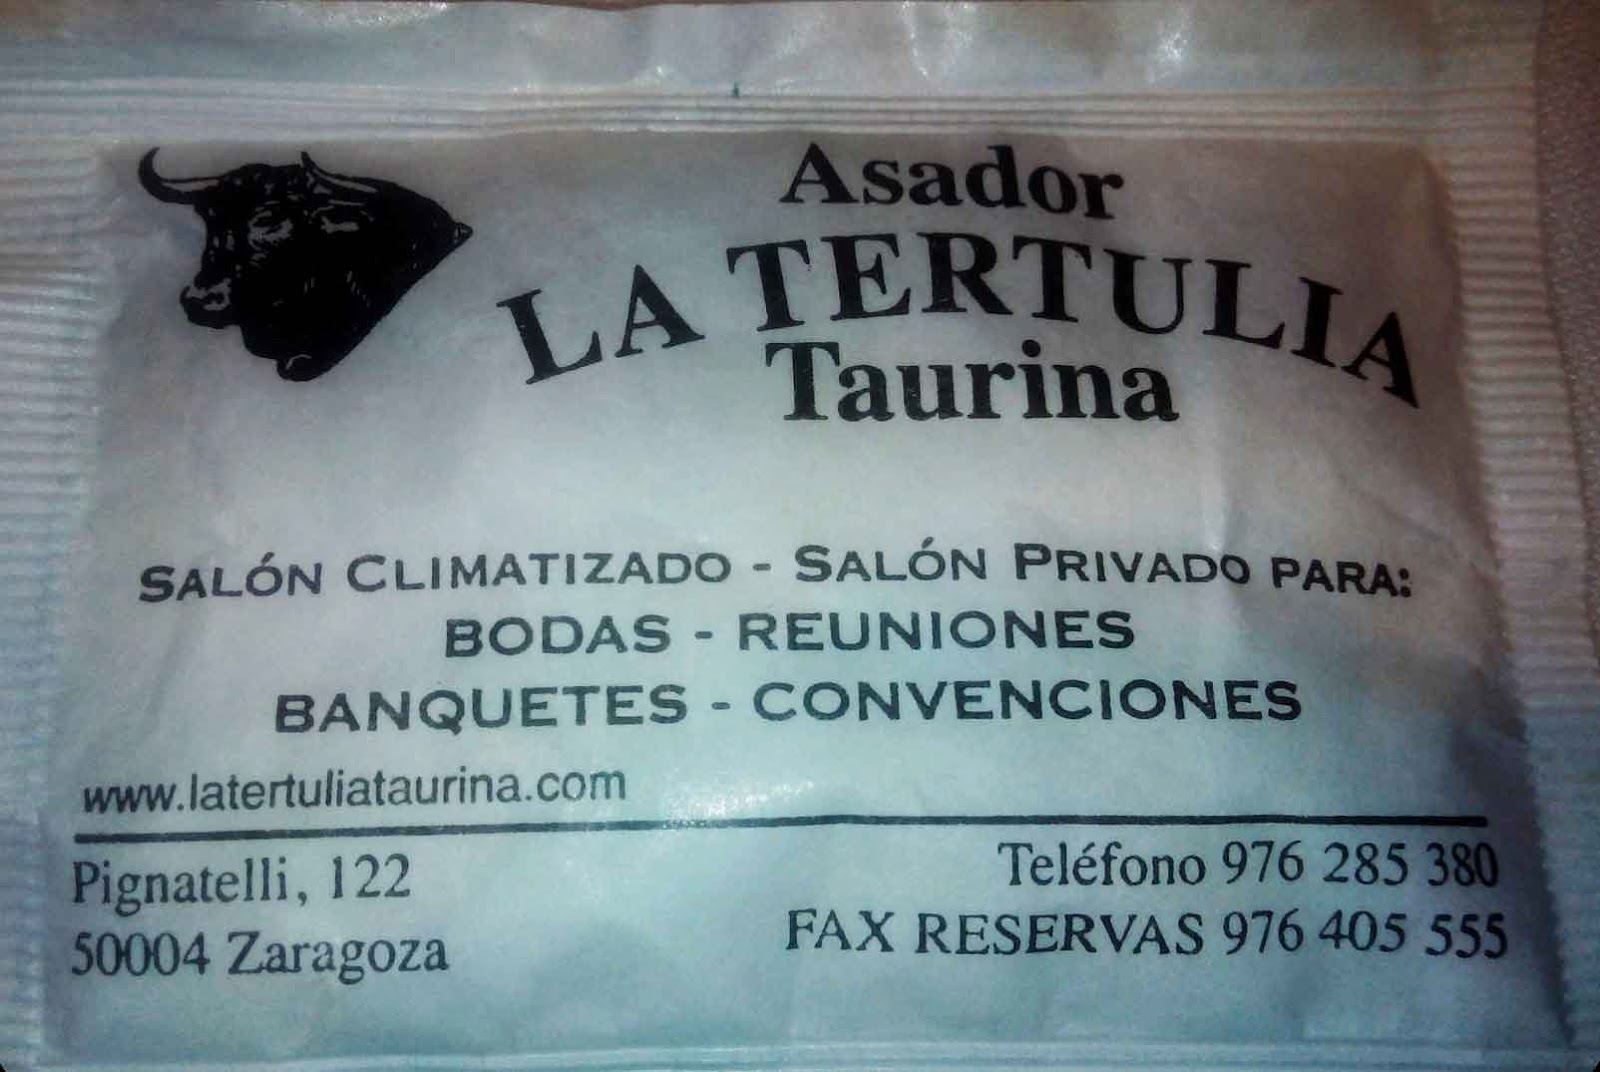 Asador
LA TERTULIA
Taurina
SALÓN CLIMATIZADO - SALÓN PRIVADO PARA:
BODAS - REUNIONES
BANQUETES - CONVENCIONES
www.latertuliataurina.com
Pignatelli, 122
50004 Zaragoza
Teléfono 976 285 380
FAX RESERVAS 976 405 555